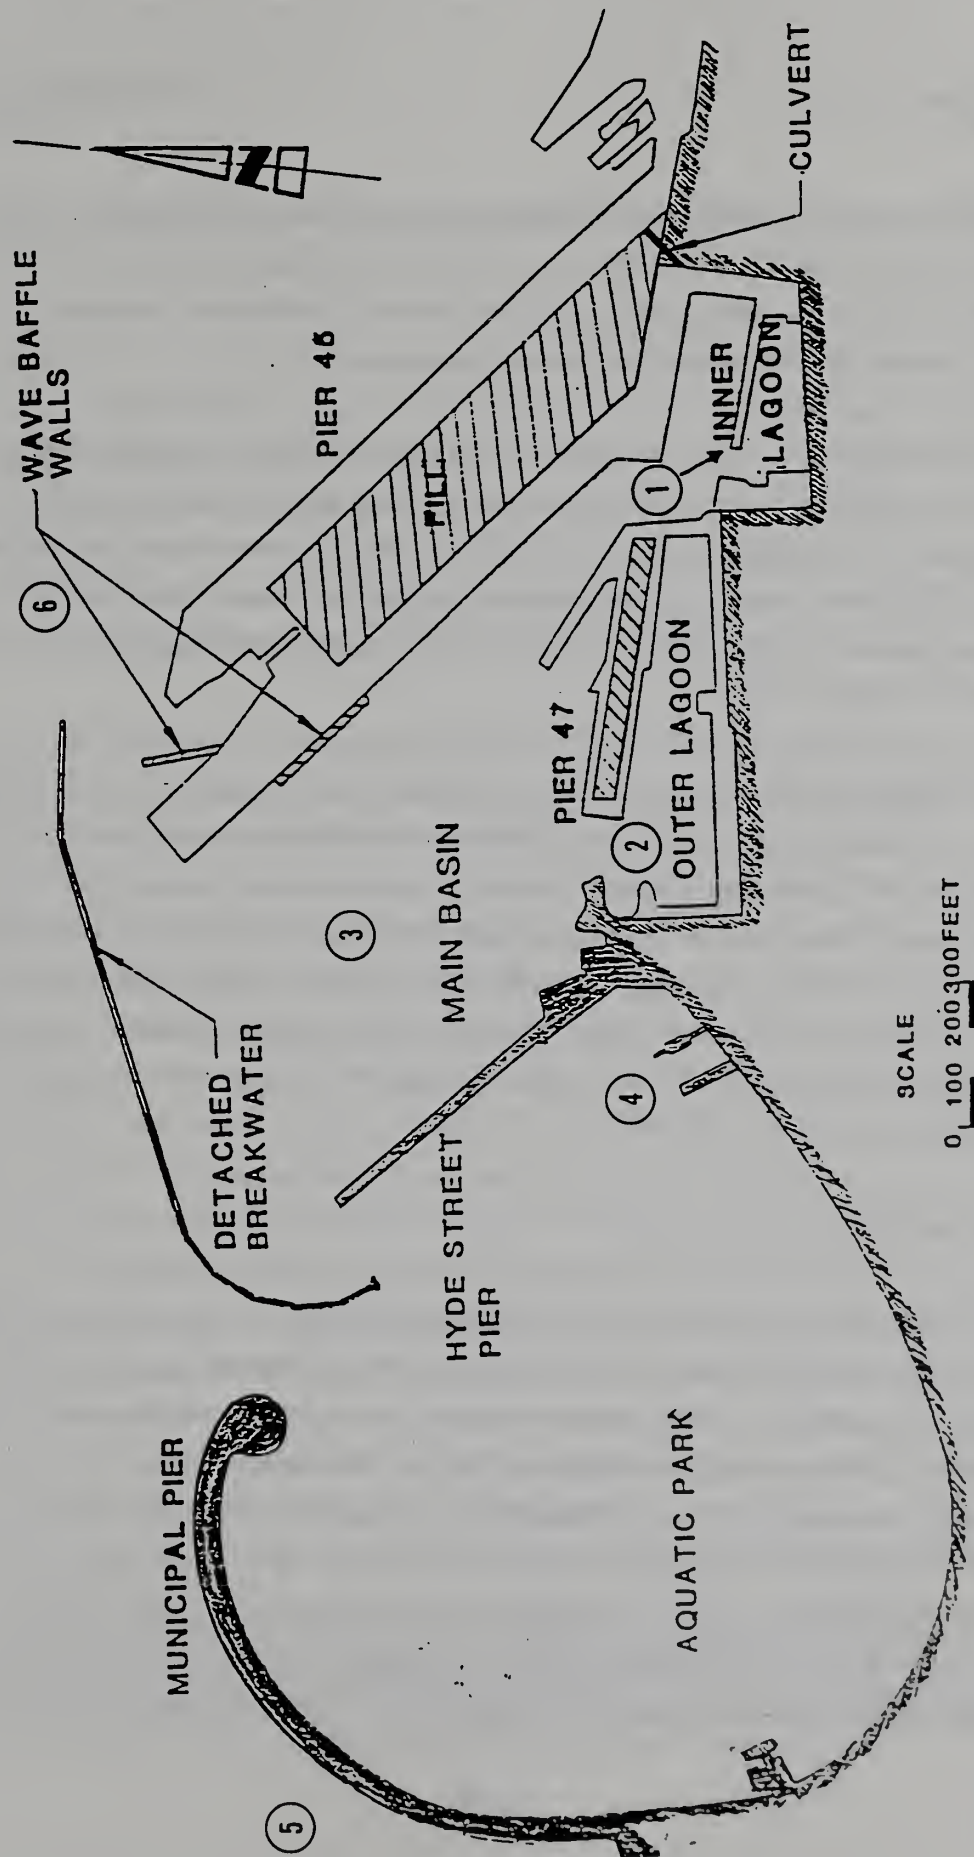 WAVE BAFFLE
WALLS
6
N
PIER 45
FILL
CULVERT
DETACHED
BREAKWATER
MUNICIPAL PIER
5
3
MAIN BASIN
PIER 47
1
INNER
LAGOON
2
OUTER LAGOON
HYDE STREET
PIER
4
AQUATIC PARK
SCALE
0 100 200 300 FEET